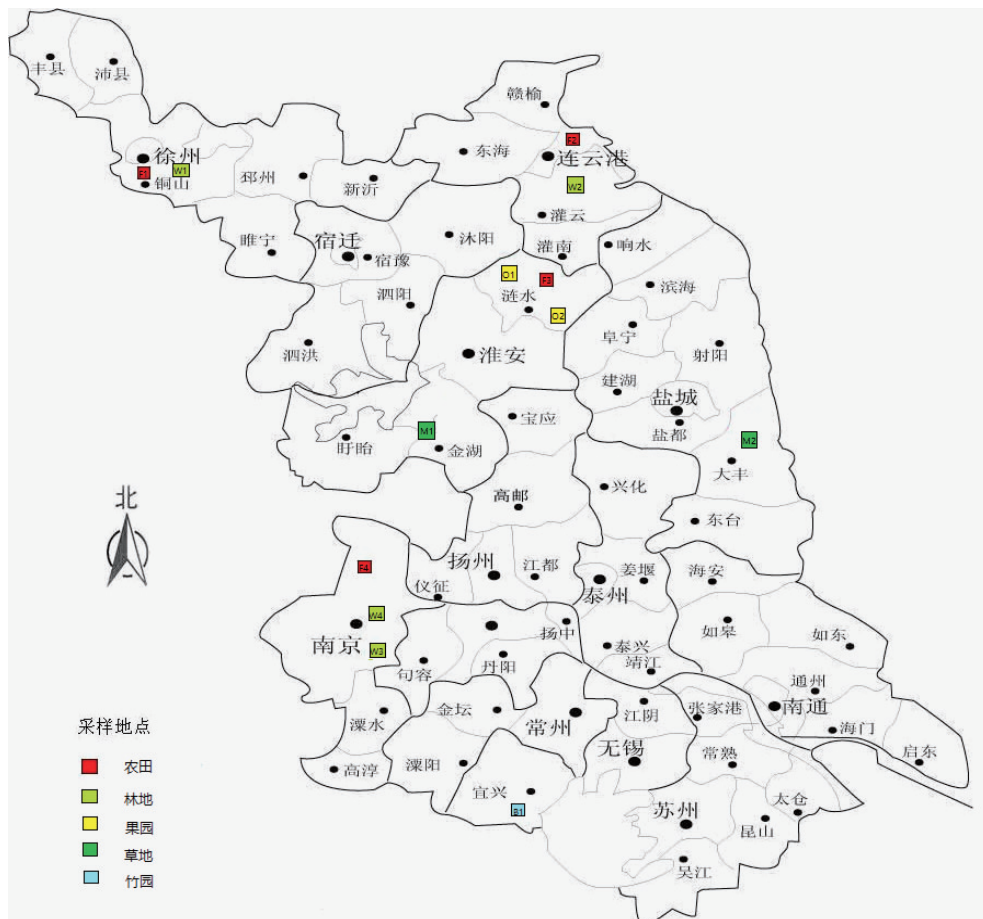 丰县
沛县
赣榆
F2
东海
连云港
徐州
F1
W1
铜山
邳州
新沂
W2
灌云
睢宁
宿迁
宿豫
沐阳
灌南
响水
O1
F3
泗阳
涟水
O2
滨海
阜宁
射阳
泗洪
淮安
建湖
盐城
盐都
M1
盱眙
金湖
宝应
M2
大丰
兴化
高邮
东台
北
F4
仪征
扬州
江都
姜堰
泰州
海安
W4
南京
W3
扬中
如皋
如东
句容
丹阳
泰兴
靖江
通州
南通
溧水
金坛
常州
江阴
张家港
海门
采样地点
无锡
启东
农田
高淳
溧阳
宜兴
常熟
林地
B1
苏州
太仓
果园
昆山
草地
吴江
竹园